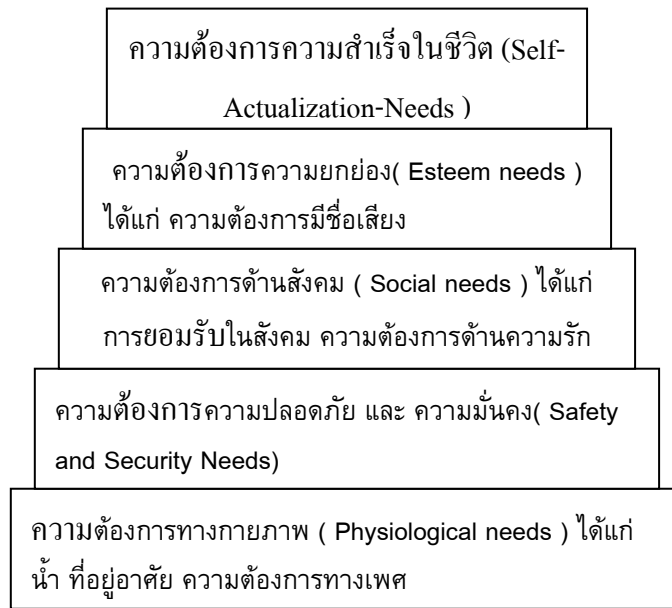 ความต้องการความสำเร็จในชีวิต (Self-
Actualization-Needs )
ความต้องการความยกย่อง( Esteem needs )
ได้แก่ ความต้องการมีชื่อเสียง
ความต้องการด้านสังคม ( Social needs ) ได้แก่
การยอมรับในสังคม ความต้องการด้านความรัก
ความต้องการความปลอดภัย และ ความมั่นคง( Safety
and Security Needs)
ความต้องการทางกายภาพ ( Physiological needs ) ได้แก่
น้ำ ที่อยู่อาศัย ความต้องการทางเพศ